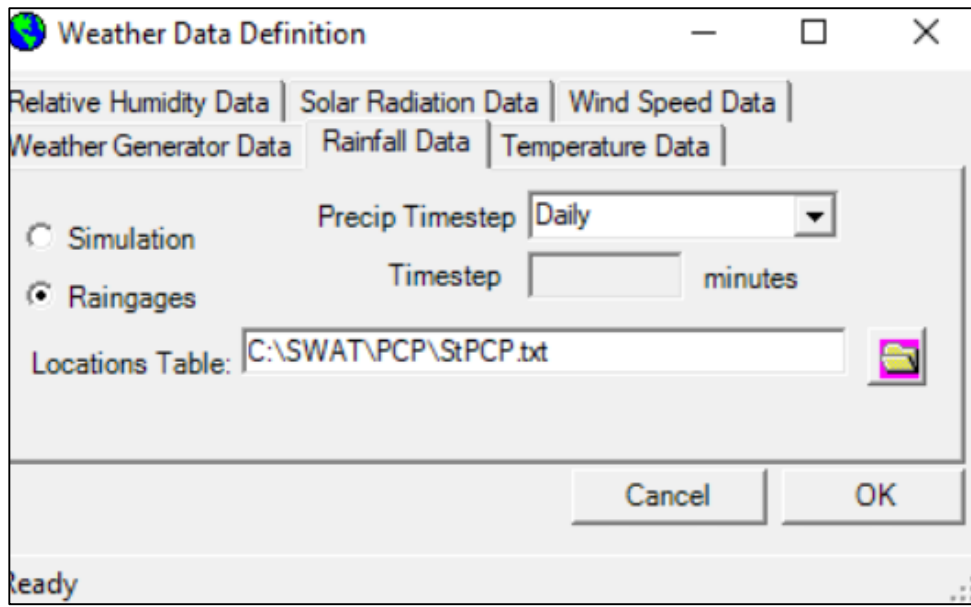 Weather Data Definition
Relative Humidity Data Solar Radiation Data Wind Speed Data
Weather Generator Data Rainfall Data Temperature Data
Simulation Precip Timestep Daily
Raingages Timestep minutes
Locations Table: C:\SWAT\PCP\StPCP.txt
Cancel OK
Ready